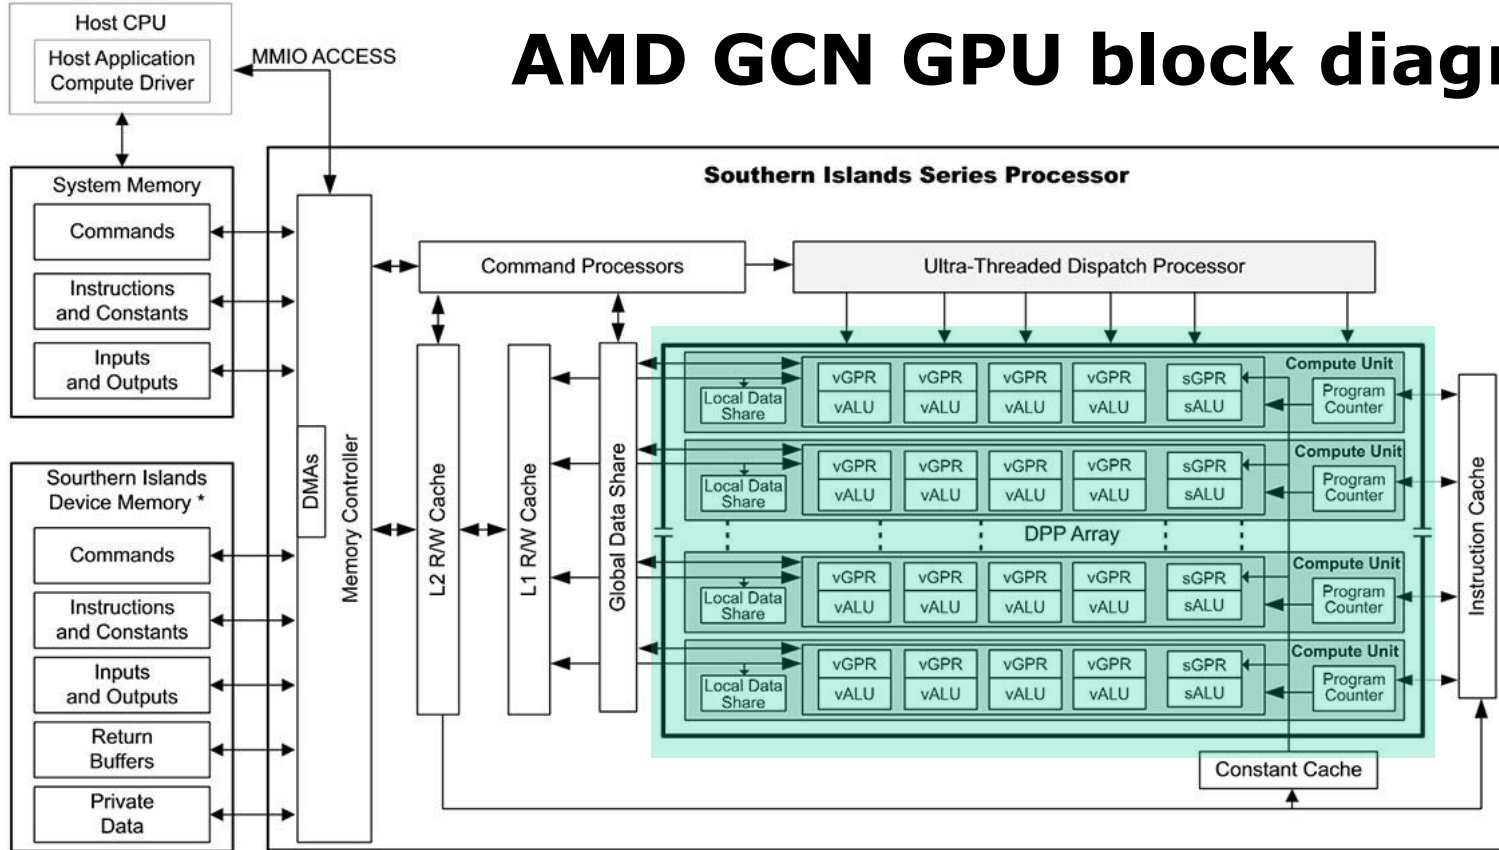 AMD GCN GPU block diagr
Host CPU
Host Application
Compute Driver
MMIO ACCESS
System Memory
Commands
Instructions
and Constants
Inputs
and Outputs
Sourthern Islands
Device Memory *
Commands
Instructions
and Constants
Inputs
and Outputs
Return
Buffers
Private
Data
Southern Islands Series Processor
DMAs
Memory Controller
Command Processors
Ultra-Threaded Dispatch Processor
L2 R/W Cache
L1 R/W Cache
Global Data Share
Compute Unit
Local Data
Share
vGPR vGPR vGPR vGPR sGPR
vALU vALU vALU vALU sALU
Program
Counter
Compute Unit
Local Data
Share
vGPR vGPR vGPR vGPR sGPR
vALU vALU vALU vALU sALU
Program
Counter
DPP Array
Compute Unit
Local Data
Share
vGPR vGPR vGPR vGPR sGPR
vALU vALU vALU vALU sALU
Program
Counter
Compute Unit
Local Data
Share
vGPR vGPR vGPR vGPR sGPR
vALU vALU vALU vALU sALU
Program
Counter
Instruction Cache
Constant Cache